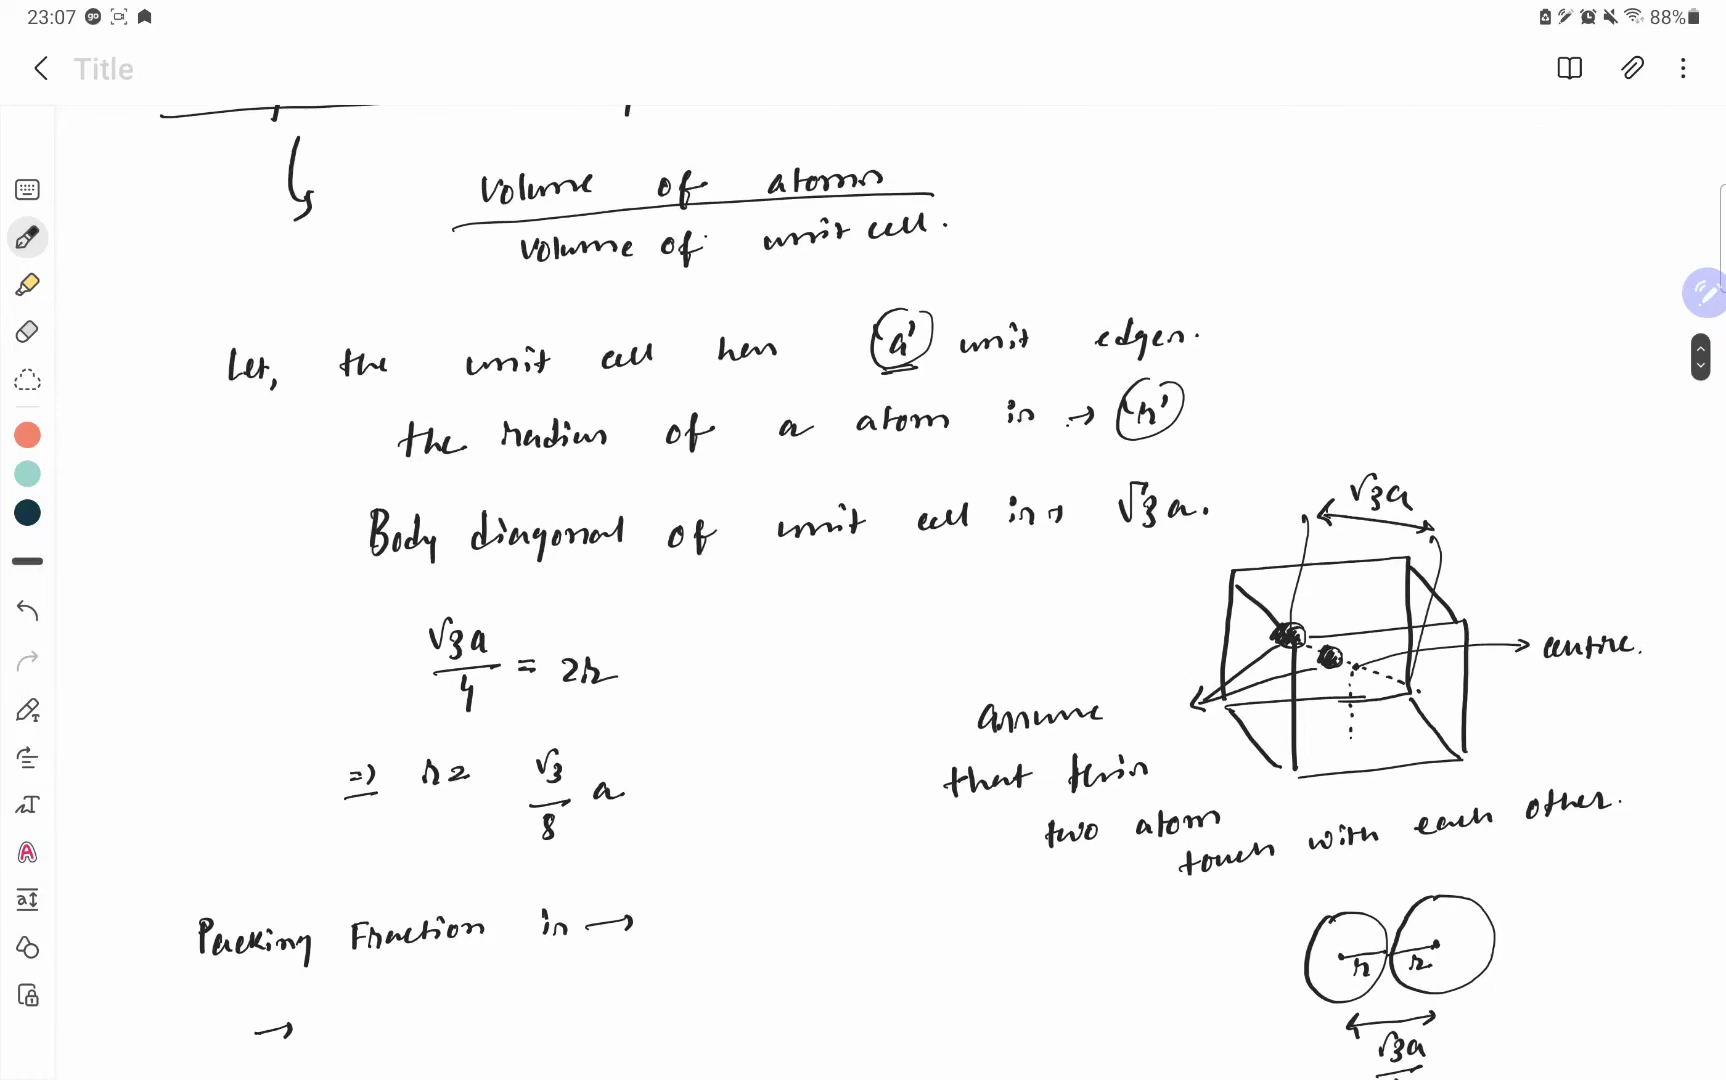 23:07
88%
Title
Volume of atoms
Volume of unit cell.
Let, the unit cell has 'a' unit edges.
the radius of a atom is → 'r'
Body diagonal of unit cell is → √3 a.
√3a
√3a/4 = 2r
centre.
⇒ r = √3/8 a
Assume
that this
two atom
touch with each other.
Packing Fraction is →
r r
→
√3a